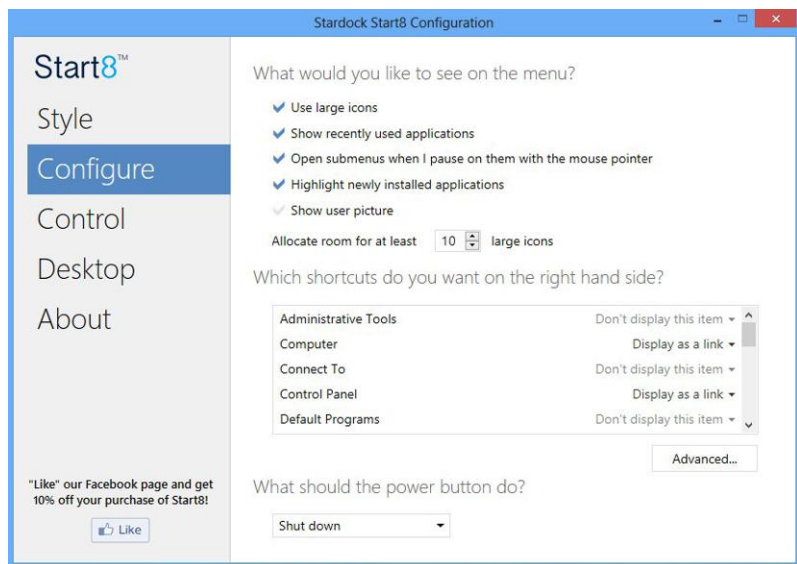 Stardock Start8 Configuration
Start8™
Style
Configure
Control
Desktop
About
"Like" our Facebook page and get
10% off your purchase of Start8!
Like
What would you like to see on the menu?
Use large icons
Show recently used applications
Open submenus when I pause on them with the mouse pointer
Highlight newly installed applications
Show user picture
Allocate room for at least 10 large icons
Which shortcuts do you want on the right hand side?
Administrative Tools Don't display this item
Computer Display as a link
Connect To Don't display this item
Control Panel Display as a link
Default Programs Don't display this item
Advanced...
What should the power button do?
Shut down